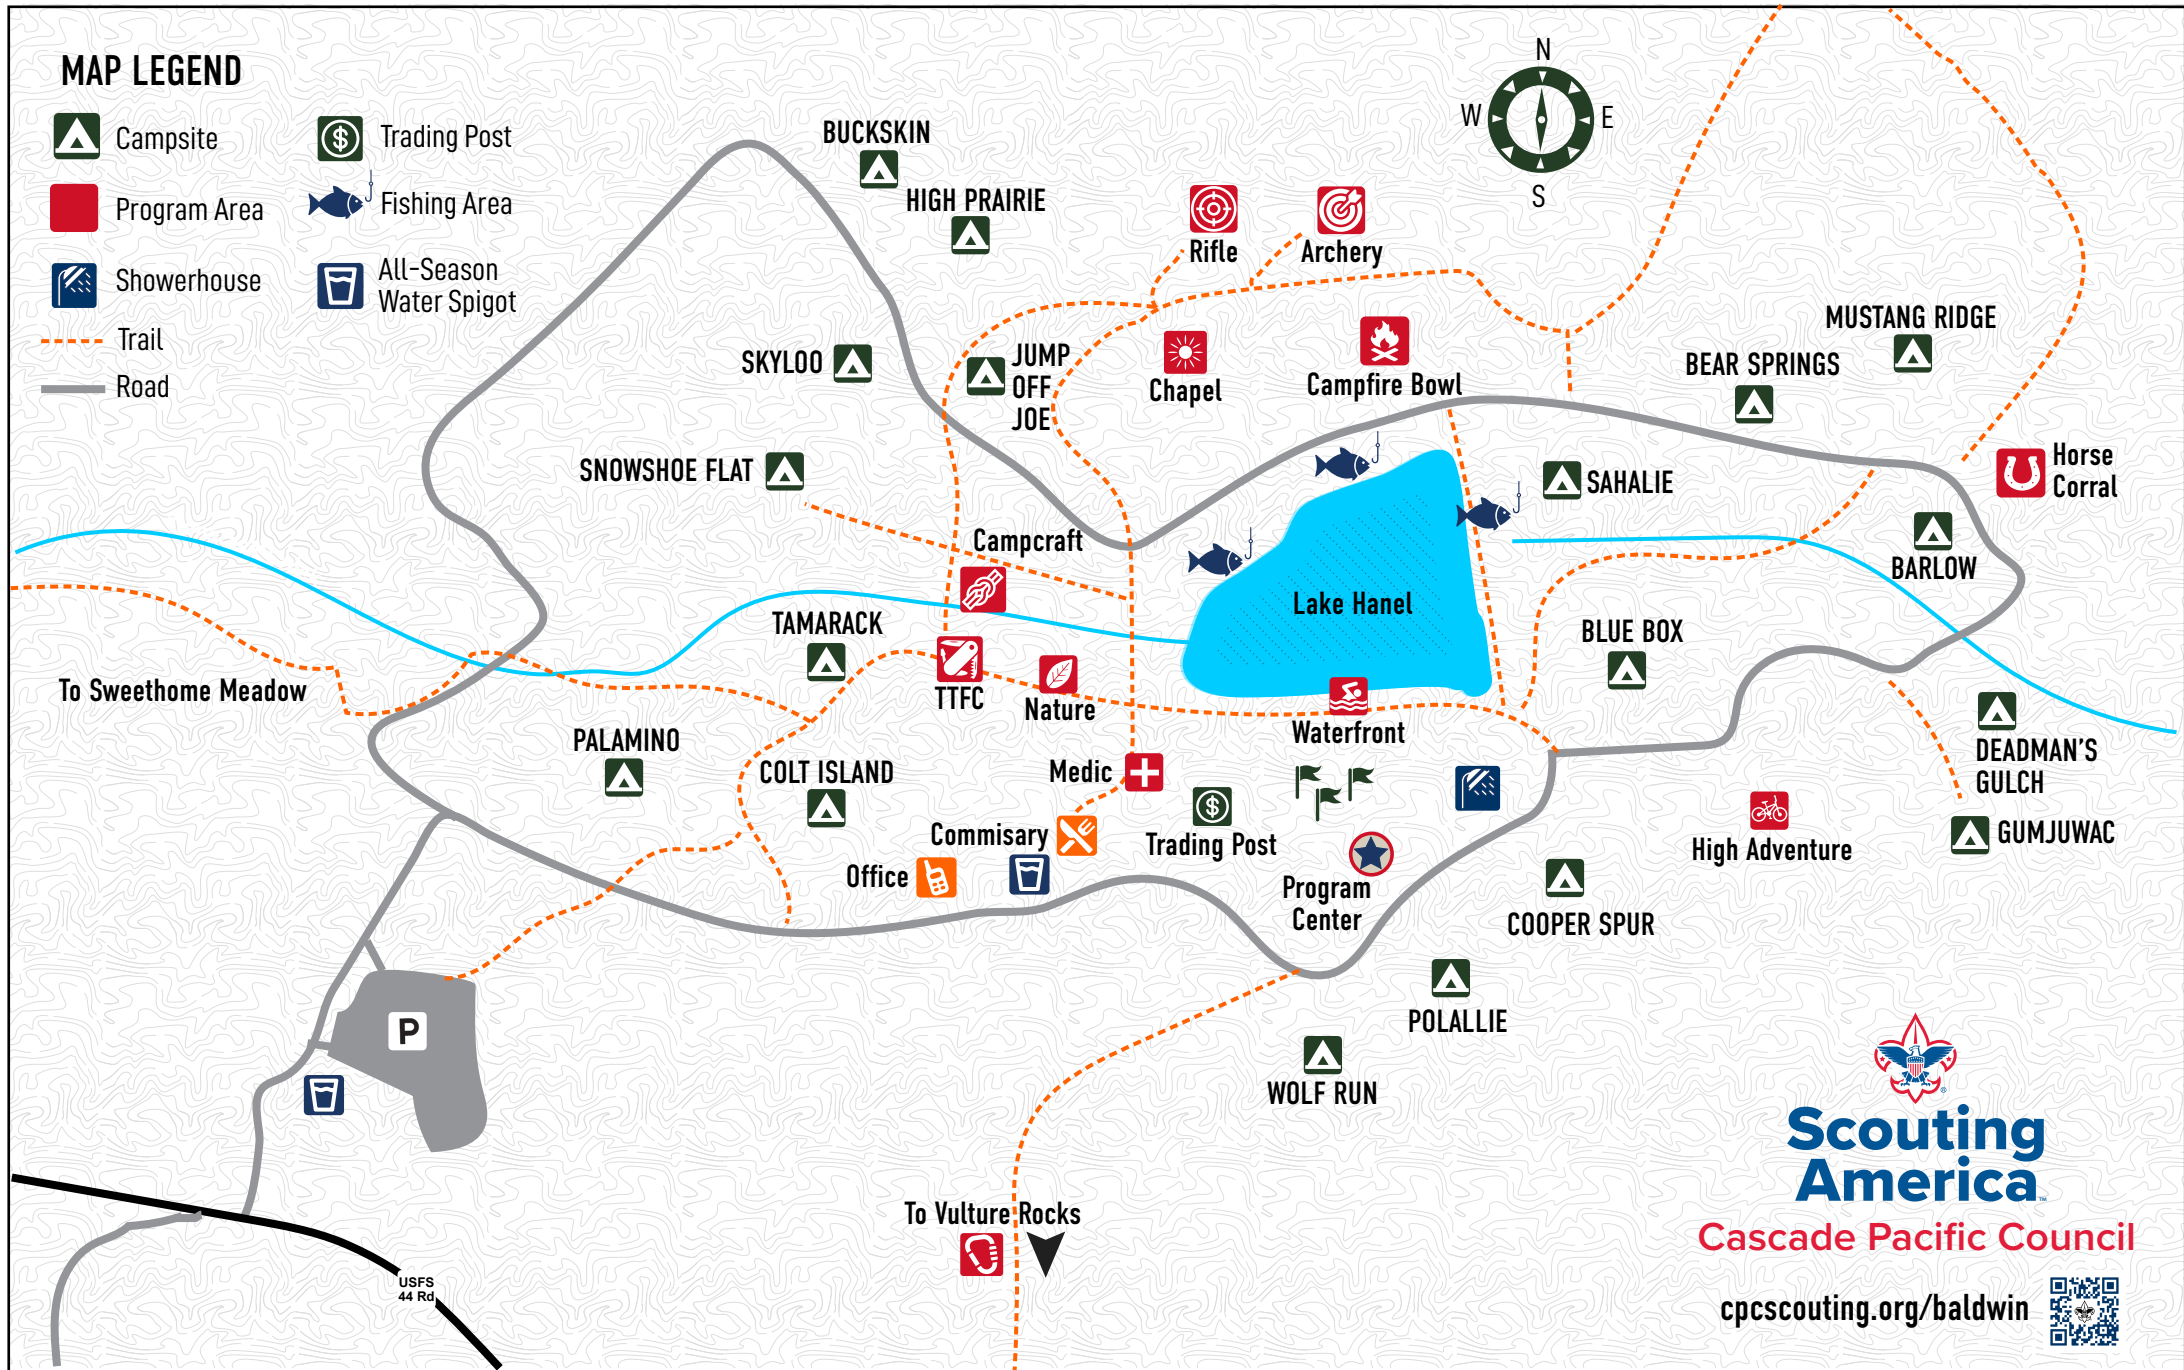 MAP LEGEND
Campsite
Trading Post
Program Area
Fishing Area
Showerhouse
All-Season
Water Spigot
Trail
Road
N
W
E
S
BUCKSKIN
HIGH PRAIRIE
Rifle
Archery
SKYLOO
JUMP
OFF
JOE
Chapel
Campfire Bowl
BEAR SPRINGS
MUSTANG RIDGE
SNOWSHOE FLAT
SAHALIE
Horse
Corral
Campcraft
BARLOW
Lake Hanel
TAMARACK
BLUE BOX
To Sweethome Meadow
TTFC
Nature
Waterfront
PALAMINO
COLT ISLAND
Medic
DEADMAN'S
GULCH
Commisary
Trading Post
High Adventure
GUMJUWAC
Office
Program
Center
COOPER SPUR
P
POLALLIE
WOLF RUN
To Vulture Rocks
USFS
44 Rd
®
Scouting
America™
Cascade Pacific Council
cpcscouting.org/baldwin